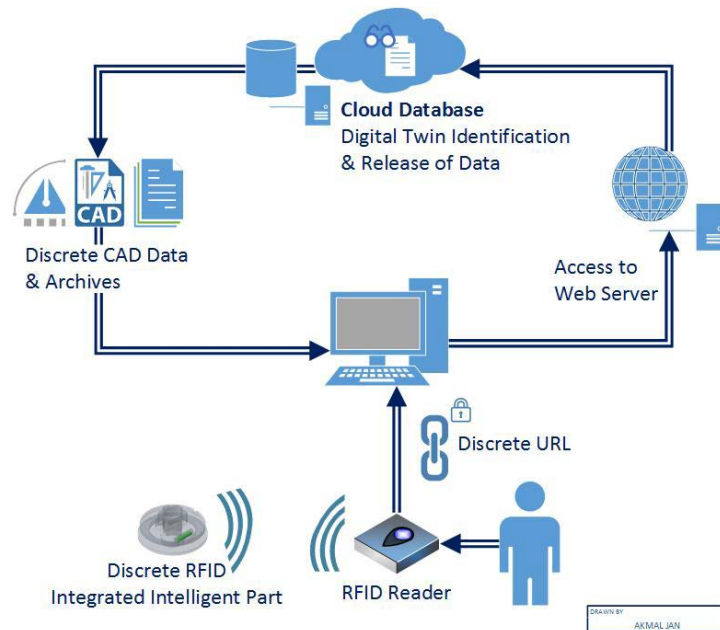 Cloud Database
Digital Twin Identification
& Release of Data
CAD
Discrete CAD Data
& Archives
Access to
Web Server
Discrete URL
Discrete RFID
Integrated Intelligent Part
RFID Reader
DRAWN BY
AKMAL JAN